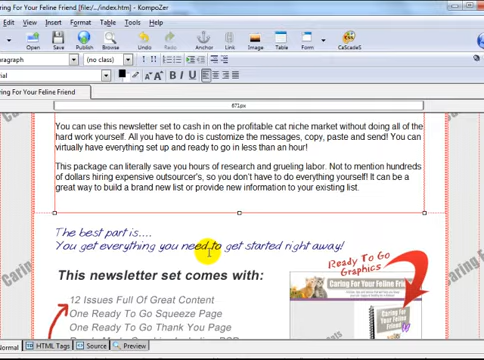 Caring For Your Feline Friend [file:/.../index.htm] - KompoZer
Edit View Insert Format Table Tools Help
Open Save Publish Browse Undo Redo Anchor Link Image Table Form CaScadeS
Paragraph (no class)
Arial
Caring For Your Feline Friend
671px
You can use this newsletter set to cash in on the profitable cat niche market without doing all of the
hard work yourself. All you have to do is customize the messages, copy, paste and send! You can
virtually have everything set up and ready to go in less than an hour!
This package can literally save you hours of research and grueling labor. Not to mention hundreds
of dollars hiring expensive outsourcer's, so you don't have to do everything yourself! It can be a
great way to build a brand new list or provide new information to your existing list.
The best part is....
You get everything you need to get started right away!
This newsletter set comes with:
12 Issues Full Of Great Content
One Ready To Go Squeeze Page
One Ready To Go Thank You Page
Ready To Go
Graphics
Caring For Your Feline Friend
Normal HTML Tags Source Preview